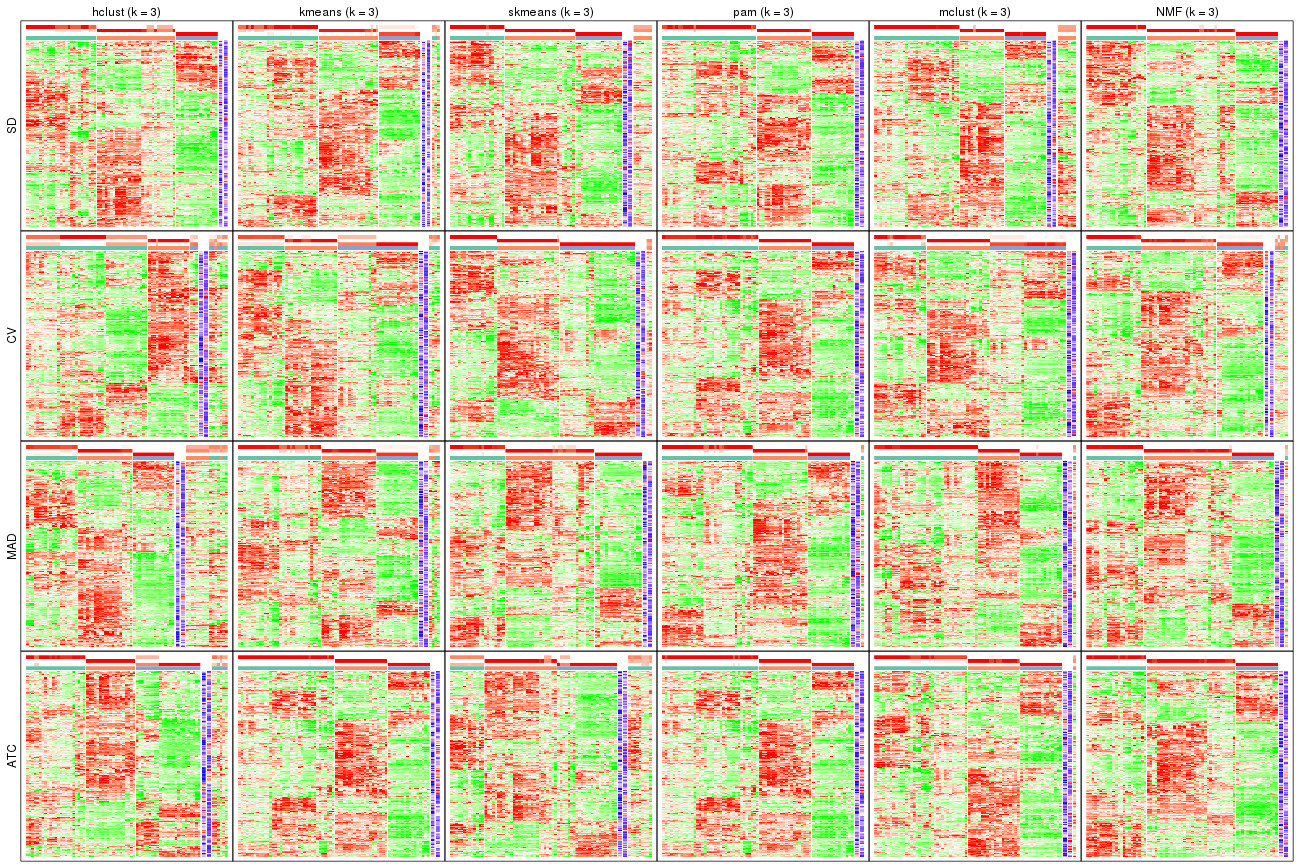 hclust (k = 3) kmeans (k = 3) skmeans (k = 3) pam (k = 3) mclust (k = 3) NMF (k = 3)
SD
CV
MAD
ATC